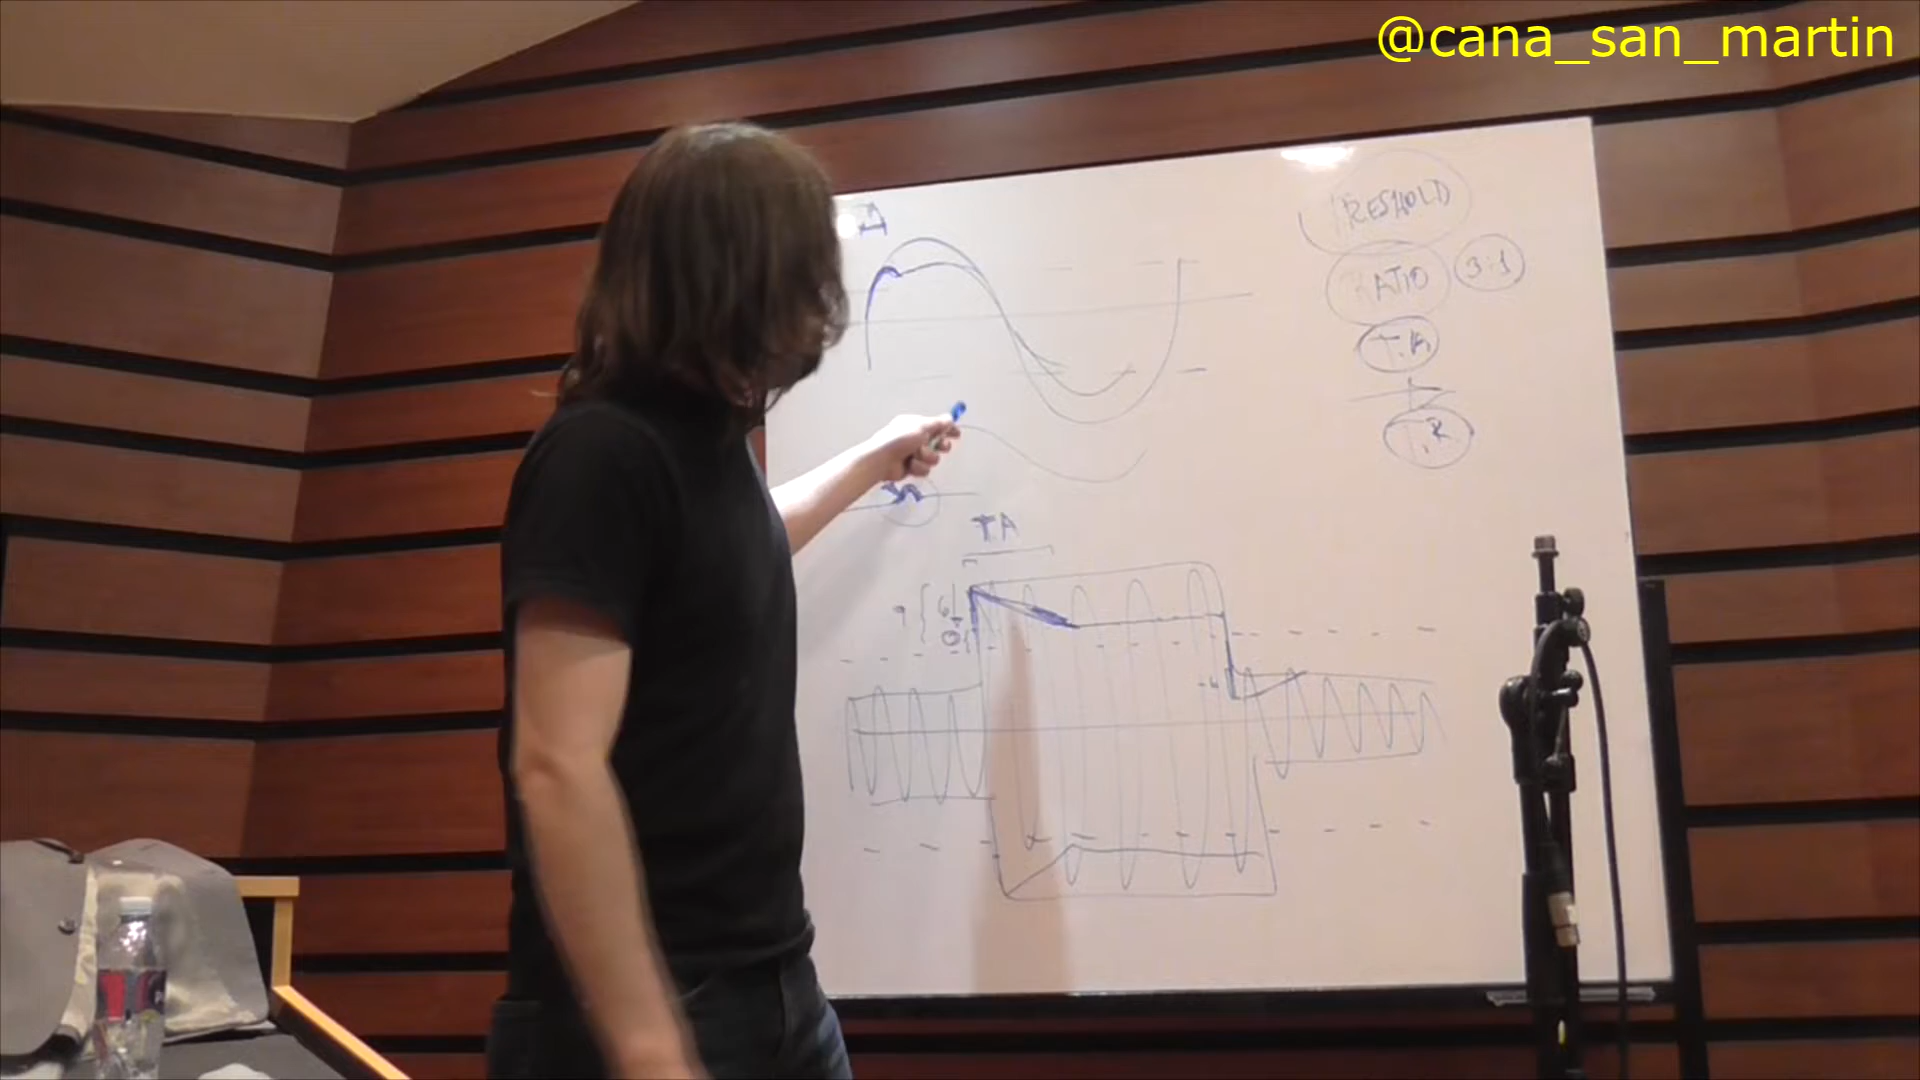 @cana_san_martin
RESHOLD
RATIO 3:1
T.A
T.R
T.A